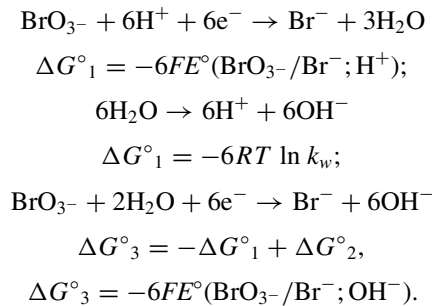 BrO₃₋ + 6H⁺ + 6e⁻ → Br⁻ + 3H₂O
ΔG°₁ = −6FE°(BrO₃₋/Br⁻; H⁺);
6H₂O → 6H⁺ + 6OH⁻
ΔG°₁ = −6RT ln k_w;
BrO₃₋ + 2H₂O + 6e⁻ → Br⁻ + 6OH⁻
ΔG°₃ = −ΔG°₁ + ΔG°₂,
ΔG°₃ = −6FE°(BrO₃₋/Br⁻; OH⁻).